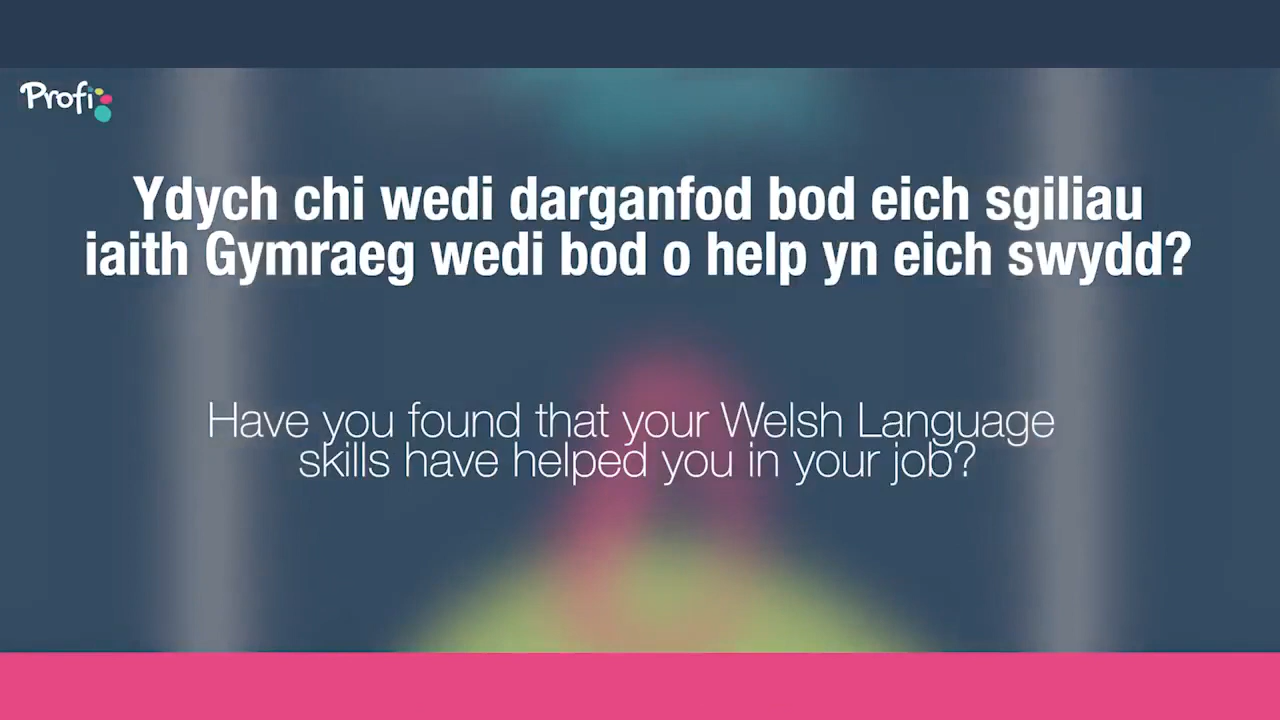 Profi
Ydych chi wedi darganfod bod eich sgiliau
iaith Gymraeg wedi bod o help yn eich swydd?
Have you found that your Welsh Language
skills have helped you in your job?